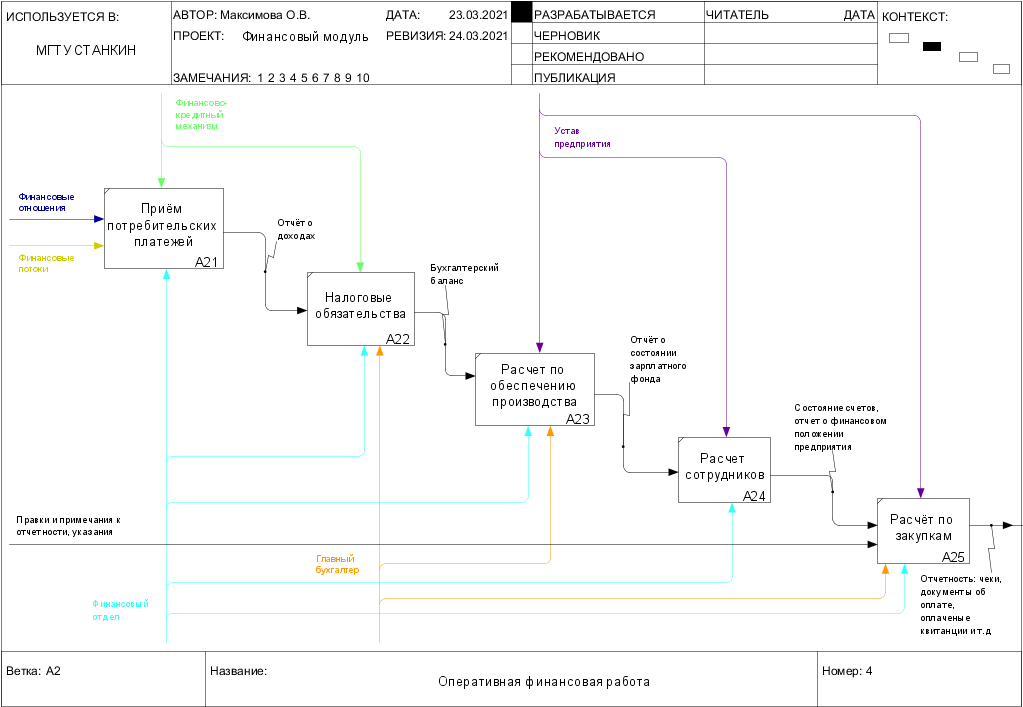 ИСПОЛЬЗУЕТСЯ В:
МГТУ СТАНКИН
АВТОР: Максимова О.В.
ДАТА: 23.03.2021
ПРОЕКТ: Финансовый модуль
РЕВИЗИЯ: 24.03.2021
ЗАМЕЧАНИЯ: 1 2 3 4 5 6 7 8 9 10
РАЗРАБАТЫВАЕТСЯ
ЧЕРНОВИК
РЕКОМЕНДОВАНО
ПУБЛИКАЦИЯ
ЧИТАТЕЛЬ
ДАТА
КОНТЕКСТ:
Финансово-
кредитный
механизм
Устав
предприятия
Финансовые
отношения
Финансовые
потоки
Приём
потребительских
платежей
A21
Отчёт о
доходах
Налоговые
обязательства
A22
Бухгалтерский
баланс
Расчет по
обеспечению
производства
A23
Отчёт о
состоянии
зарплатного
фонда
Расчет
сотрудников
A24
Состояние счетов,
отчет о финансовом
положении
предприятия
Расчёт по
закупкам
A25
Правки и примечания к
отчетности, указания
Главный
бухгалтер
Финансовый
отдел
Отчетность: чеки,
документы об
оплате,
оплаченые
квитанции и т.д
Ветка: A2
Название:
Оперативная финансовая работа
Номер: 4